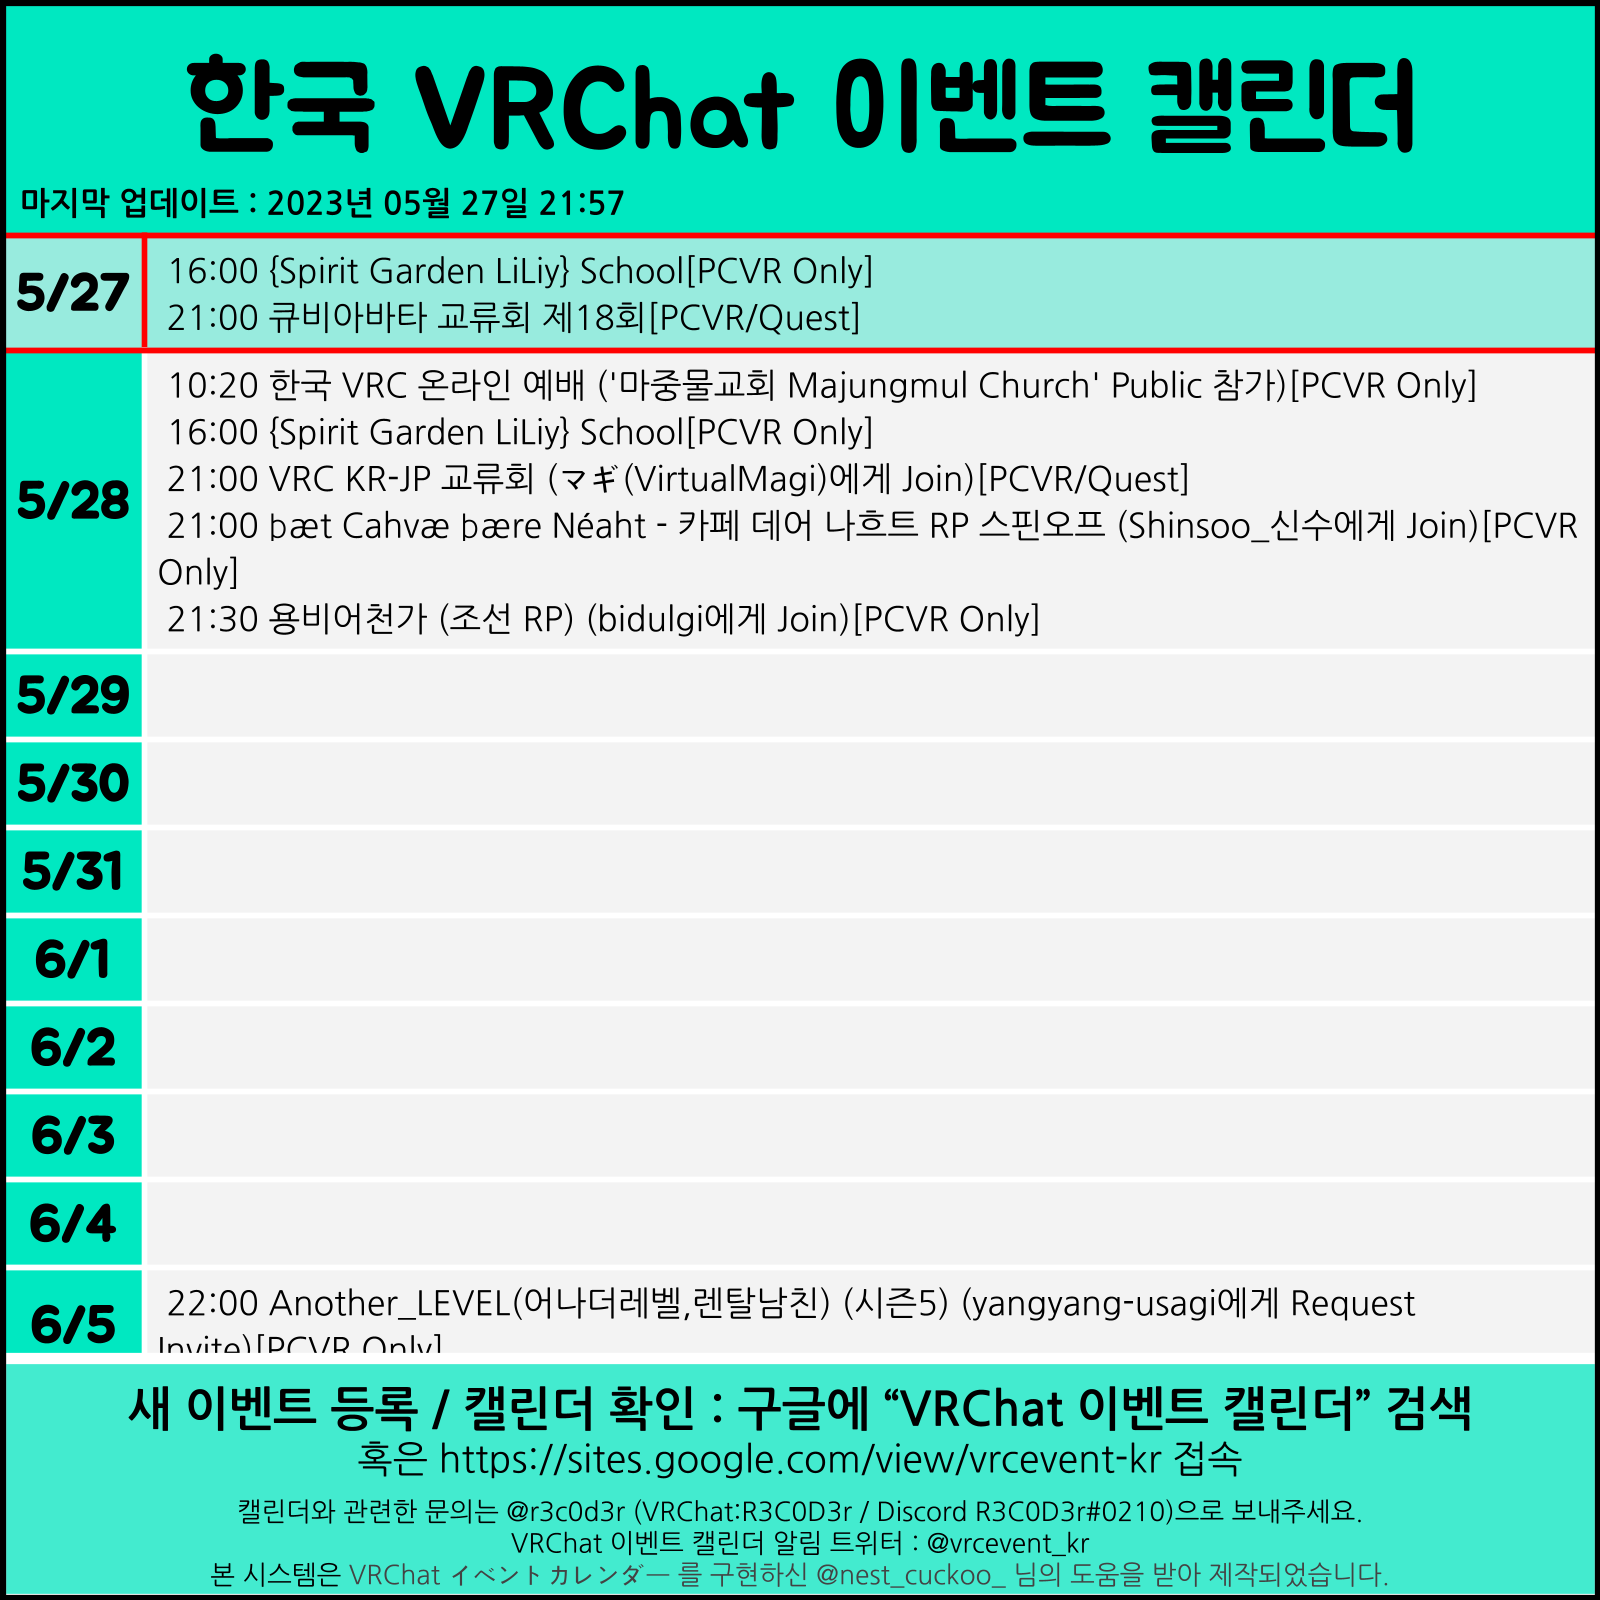 한국 VRChat 이벤트 캘린더
마지막 업데이트 : 2023년 05월 27일 21:57
5/27
16:00 {Spirit Garden LiLiy} School[PCVR Only]
21:00 큐비아바타 교류회 제18회[PCVR/Quest]
5/28
10:20 한국 VRC 온라인 예배 ('마중물교회 Majungmul Church' Public 참가)[PCVR Only]
16:00 {Spirit Garden LiLiy} School[PCVR Only]
21:00 VRC KR-JP 교류회 (マギ(VirtualMagi)에게 Join)[PCVR/Quest]
21:00 þæt Cahvæ þære Néaht - 카페 데어 나흐트 RP 스핀오프 (Shinsoo_신수에게 Join)[PCVR
Only]
21:30 용비어천가 (조선 RP) (bidulgi에게 Join)[PCVR Only]
5/29
5/30
5/31
6/1
6/2
6/3
6/4
6/5
22:00 Another_LEVEL(어나더레벨,렌탈남친) (시즌5) (yangyang-usagi에게 Request
Invite)[PCVR Only]
새 이벤트 등록 / 캘린더 확인 : 구글에 “VRChat 이벤트 캘린더” 검색
혹은 https://sites.google.com/view/vrcevent-kr 접속
캘린더와 관련한 문의는 @r3c0d3r (VRChat:R3C0D3r / Discord R3C0D3r#0210)으로 보내주세요.
VRChat 이벤트 캘린더 알림 트위터 : @vrcevent_kr
본 시스템은 VRChat イベントカレンダー 를 구현하신 @nest_cuckoo_ 님의 도움을 받아 제작되었습니다.